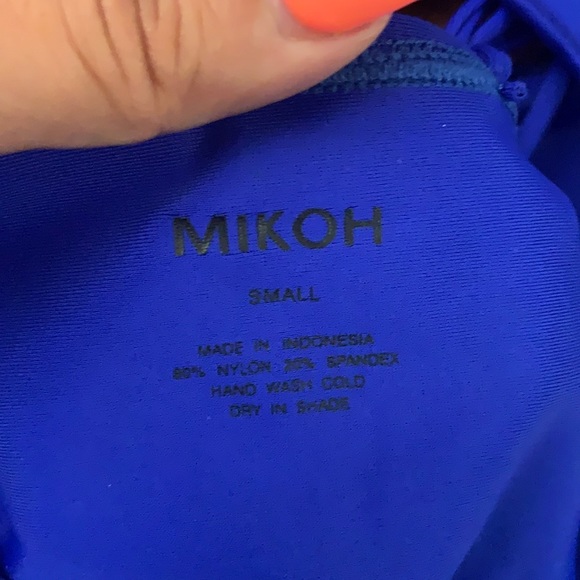 MIKOH
SMALL
MADE IN INDONESIA
80% NYLON 20% SPANDEX
HAND WASH COLD
DRY IN SHADE